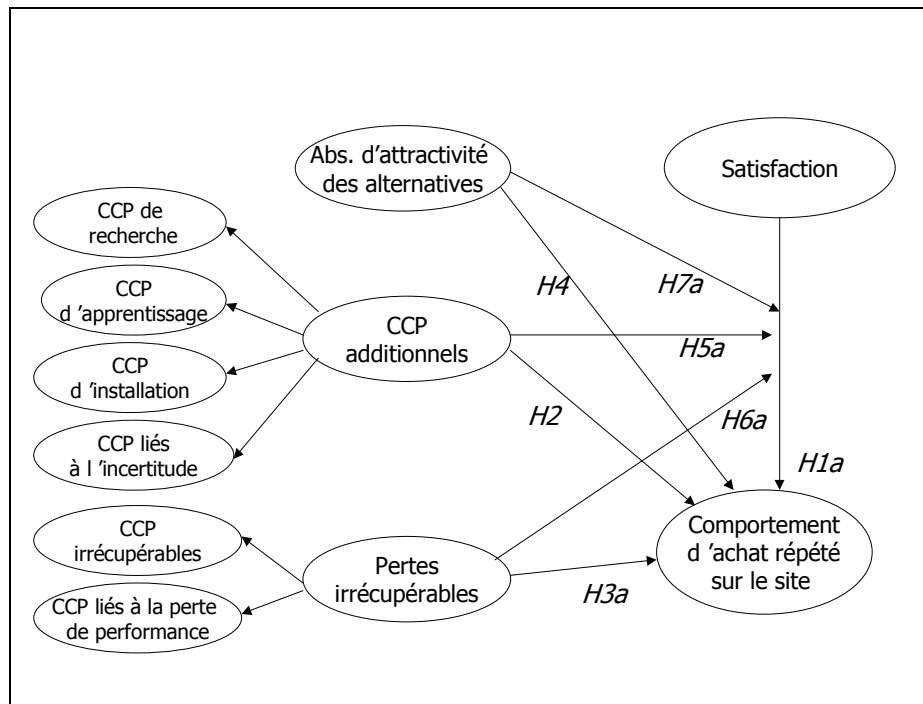 Abs. d'attractivité
des alternatives
Satisfaction
CCP de
recherche
CCP
d 'apprentissage
CCP
d 'installation
CCP liés
à l 'incertitude
CCP
additionnels
H4
H7a
H5a
H2
H6a
H1a
CCP
irrécupérables
CCP liés à la perte
de performance
Pertes
irrécupérables
H3a
Comportement
d 'achat répété
sur le site